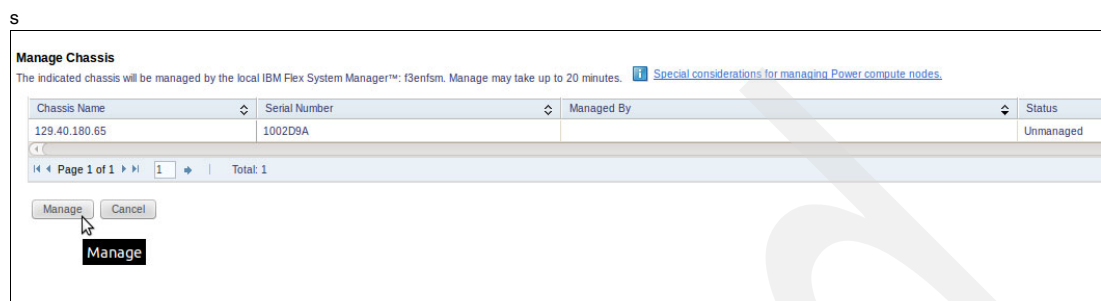 s
Manage Chassis
The indicated chassis will be managed by the local IBM Flex System Manager™: f3enfsm. Manage may take up to 20 minutes. Special considerations for managing Power compute nodes.
Chassis Name Serial Number Managed By Status
129.40.180.65 1002D9A Unmanaged
Page 1 of 1 1 Total: 1
Manage Cancel
Manage